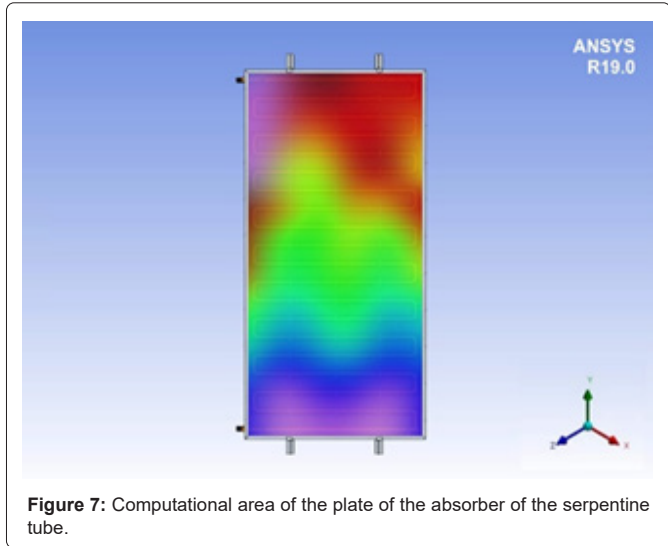 ANSYS
R19.0
Y
Z
X
Figure 7: Computational area of the plate of the absorber of the serpentine
tube.